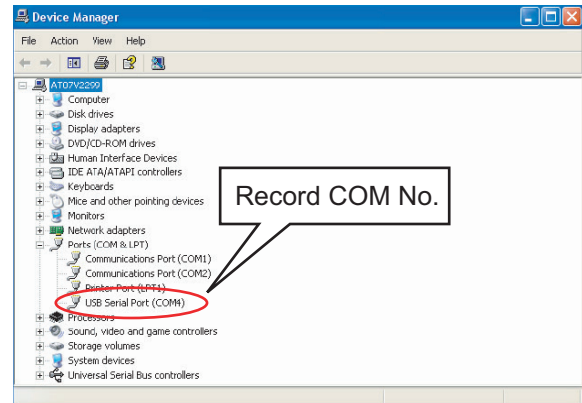 Device Manager
File Action View Help
AT07V2299
Computer
Disk drives
Display adapters
DVD/CD-ROM drives
Human Interface Devices
IDE ATA/ATAPI controllers
Keyboards
Mice and other pointing devices
Monitors
Network adapters
Ports (COM & LPT)
Communications Port (COM1)
Communications Port (COM2)
Printer Port (LPT1)
USB Serial Port (COM4)
Processors
Sound, video and game controllers
Storage volumes
System devices
Universal Serial Bus controllers
Record COM No.